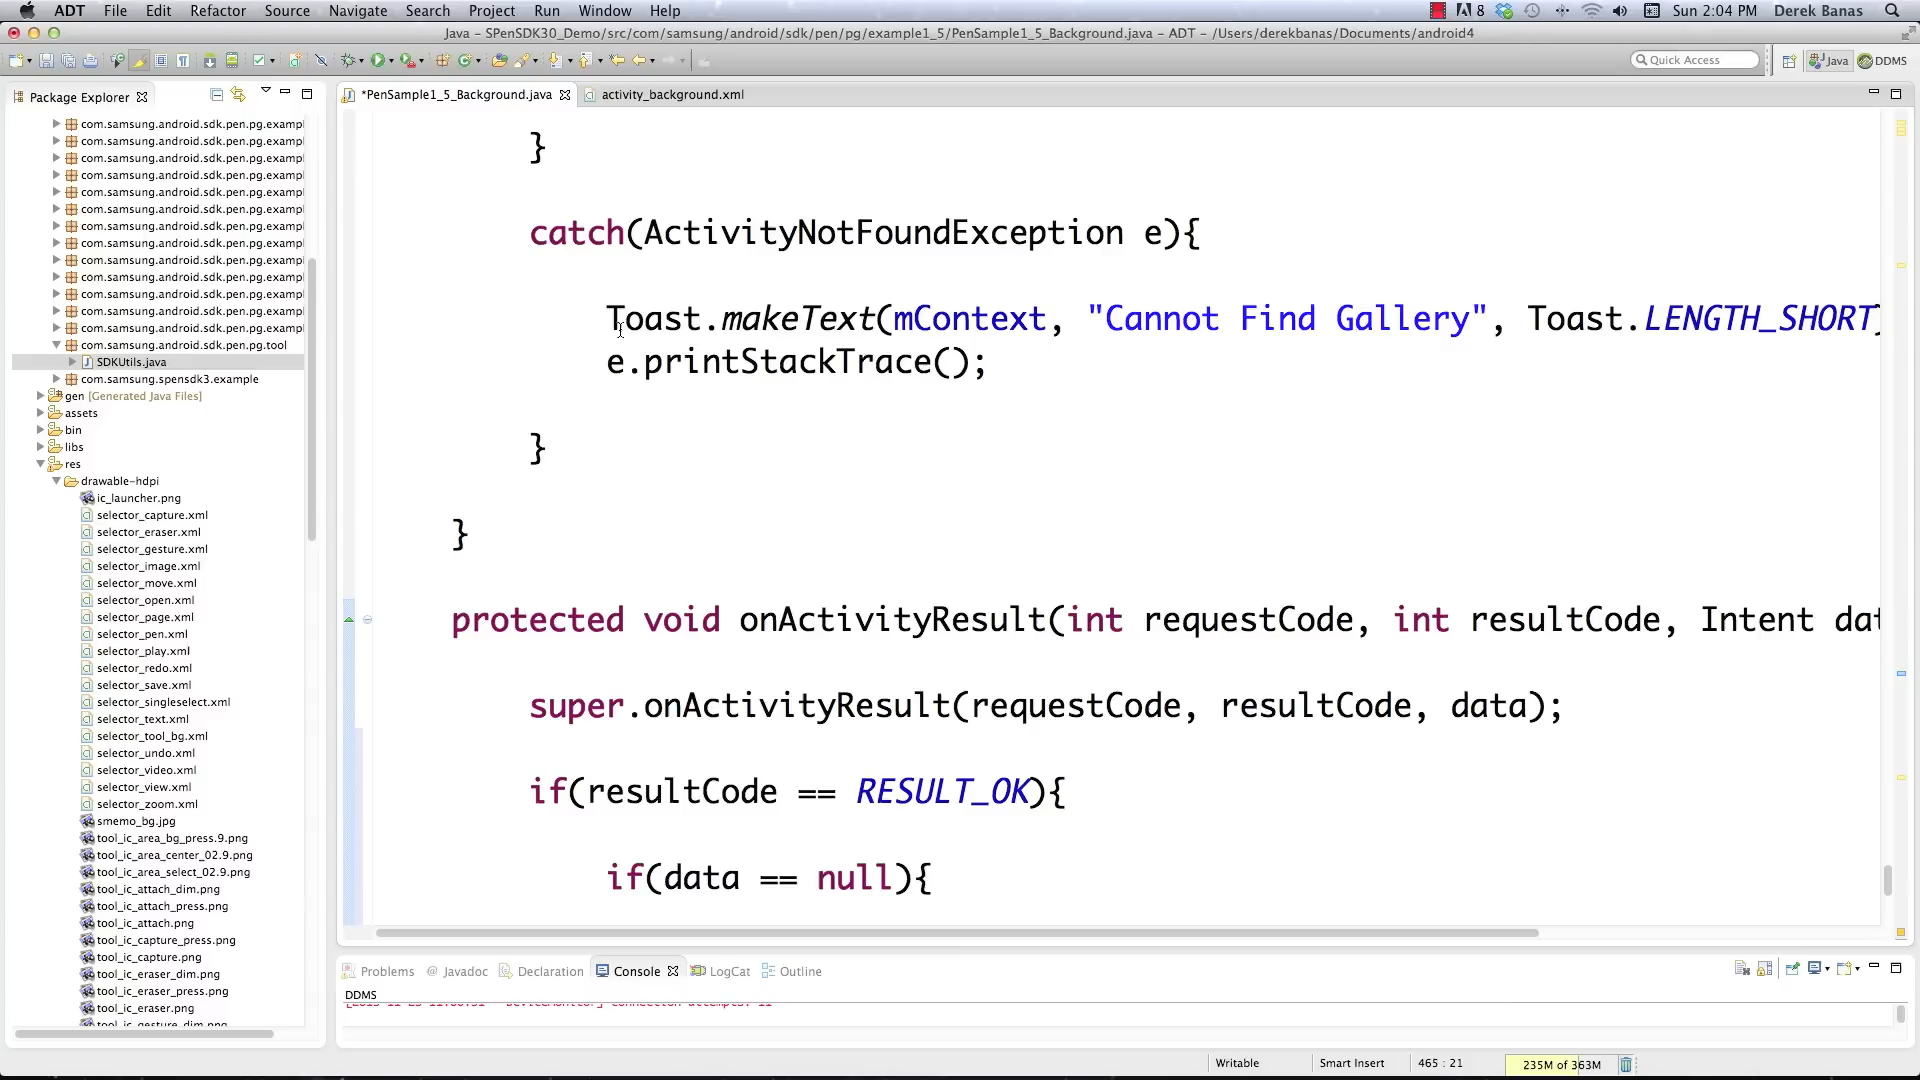 ADT File Edit Refactor Source Navigate Search Project Run Window Help 8 Sun 2:04 PM Derek Banas
Java - SPenSDK30_Demo/src/com/samsung/android/sdk/pen/pg/example1_5/PenSample1_5_Background.java - ADT - /Users/derekbanas/Documents/android4
Quick Access Java DDMS
Package Explorer
com.samsung.android.sdk.pen.pg.exampl
com.samsung.android.sdk.pen.pg.exampl
com.samsung.android.sdk.pen.pg.exampl
com.samsung.android.sdk.pen.pg.exampl
com.samsung.android.sdk.pen.pg.exampl
com.samsung.android.sdk.pen.pg.exampl
com.samsung.android.sdk.pen.pg.exampl
com.samsung.android.sdk.pen.pg.exampl
com.samsung.android.sdk.pen.pg.exampl
com.samsung.android.sdk.pen.pg.exampl
com.samsung.android.sdk.pen.pg.exampl
com.samsung.android.sdk.pen.pg.exampl
com.samsung.android.sdk.pen.pg.exampl
com.samsung.android.sdk.pen.pg.tool
SDKUtils.java
com.samsung.spensdk3.example
gen [Generated Java Files]
assets
bin
libs
res
drawable-hdpi
ic_launcher.png
selector_capture.xml
selector_eraser.xml
selector_gesture.xml
selector_image.xml
selector_move.xml
selector_open.xml
selector_page.xml
selector_pen.xml
selector_play.xml
selector_redo.xml
selector_save.xml
selector_singleselect.xml
selector_text.xml
selector_tool_bg.xml
selector_undo.xml
selector_video.xml
selector_view.xml
selector_zoom.xml
smemo_bg.jpg
tool_ic_area_bg_press.9.png
tool_ic_area_center_02.9.png
tool_ic_area_select_02.9.png
tool_ic_attach_dim.png
tool_ic_attach_press.png
tool_ic_attach.png
tool_ic_capture_press.png
tool_ic_capture.png
tool_ic_eraser_dim.png
tool_ic_eraser_press.png
tool_ic_eraser.png
tool_ic_gesture_dim.png
*PenSample1_5_Background.java activity_background.xml
}
catch(ActivityNotFoundException e){
Toast.makeText(mContext, "Cannot Find Gallery", Toast.LENGTH_SHORT)
e.printStackTrace();
}
}
protected void onActivityResult(int requestCode, int resultCode, Intent dat
super.onActivityResult(requestCode, resultCode, data);
if(resultCode == RESULT_OK){
if(data == null){
Problems Javadoc Declaration Console LogCat Outline
DDMS
Writable Smart Insert 465 : 21 235M of 363M